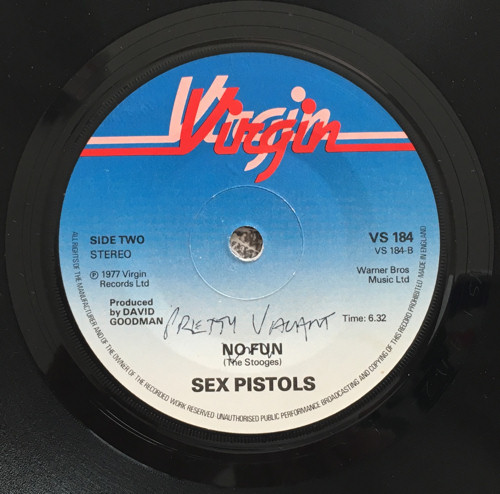 Virgin
SIDE TWO
STEREO
℗ 1977 Virgin
Records Ltd
Produced
by DAVID
GOODMAN
VS 184
VS 184-B
Warner Bros
Music Ltd
Time: 6.32
PRETTY VACANT
NO FUN
(The Stooges)
SEX PISTOLS
ALL RIGHTS OF THE MANUFACTURER AND OF THE OWNER OF THE RECORDED WORK RESERVED UNAUTHORISED PUBLIC PERFORMANCE BROADCASTING AND COPYING OF THIS RECORD PROHIBITED MADE IN ENGLAND